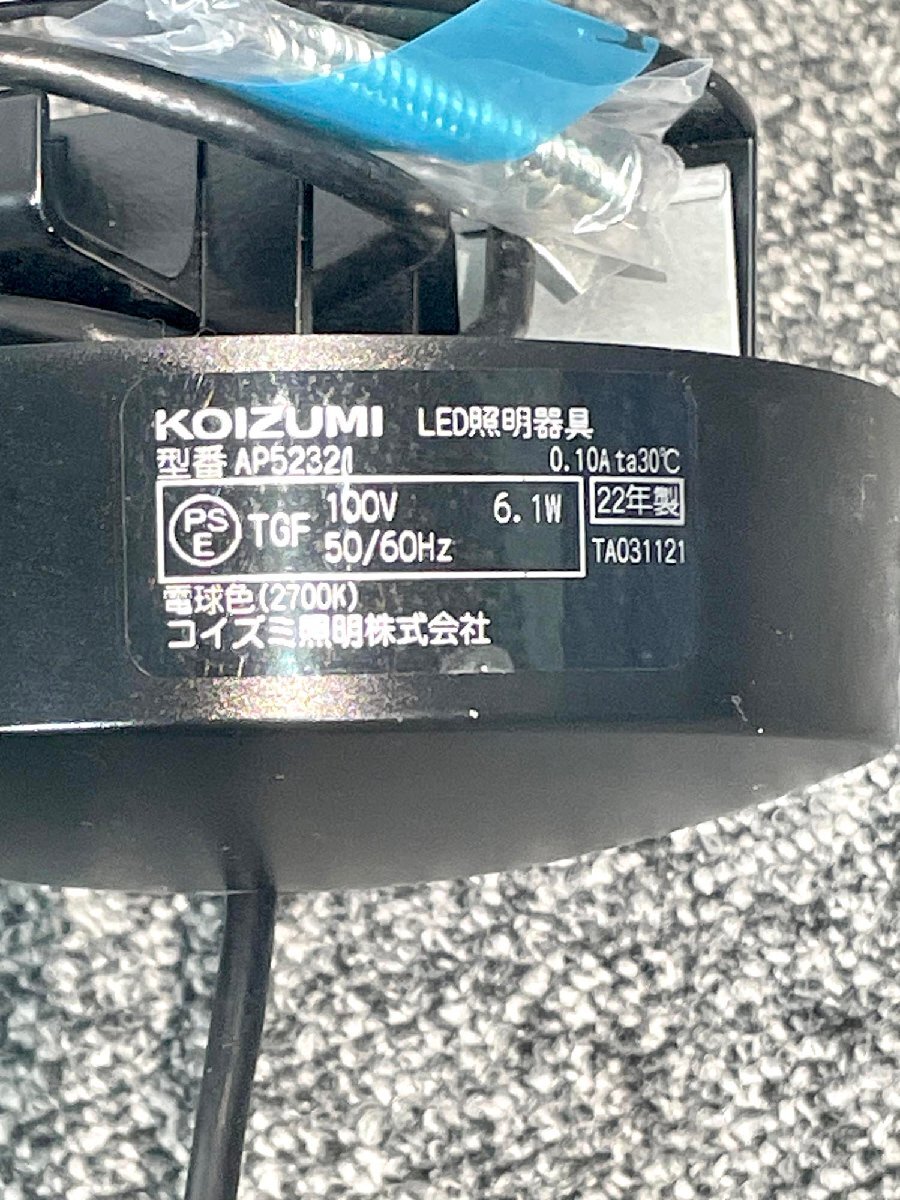 KOIZUMI LED照明器具
型番 AP52321 0.10A ta30℃
PSE TGF 100V 6.1W 22年製
50/60Hz TA031121
電球色(2700K)
コイズミ照明株式会社